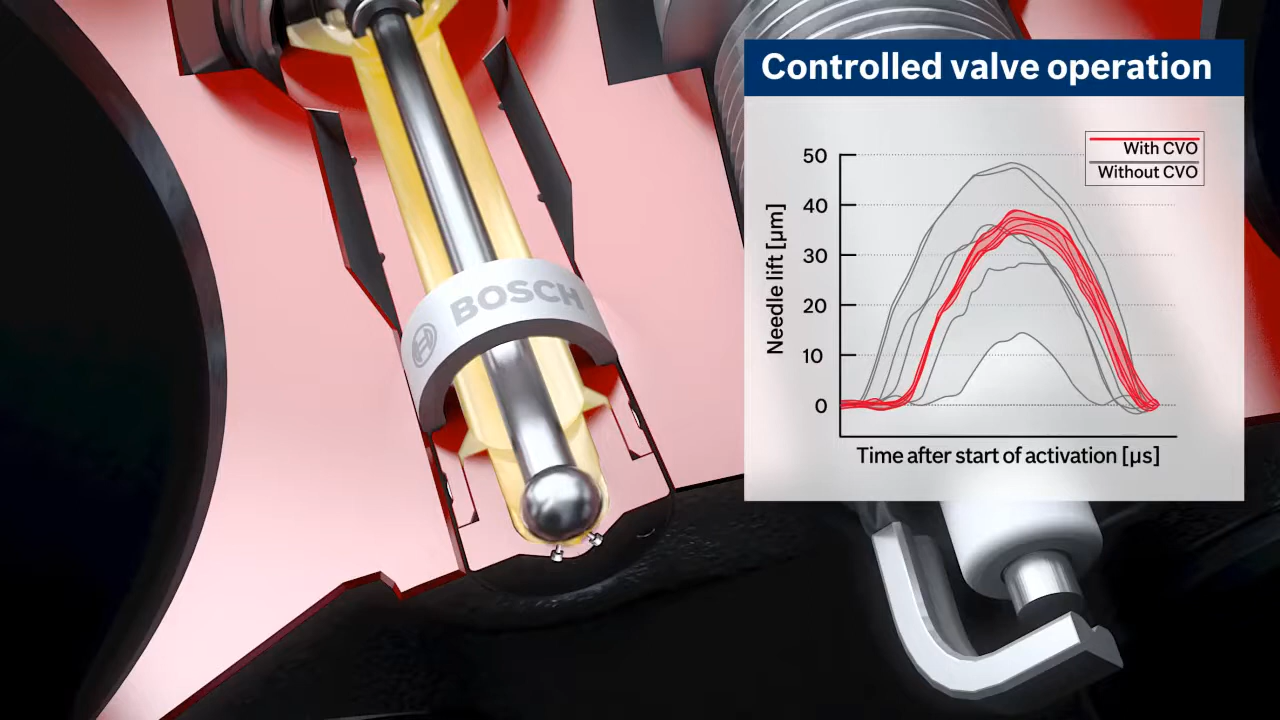 BOSCH
Controlled valve operation
With CVO
Without CVO
50
40
30
20
10
0
Needle lift [µm]
Time after start of activation [µs]